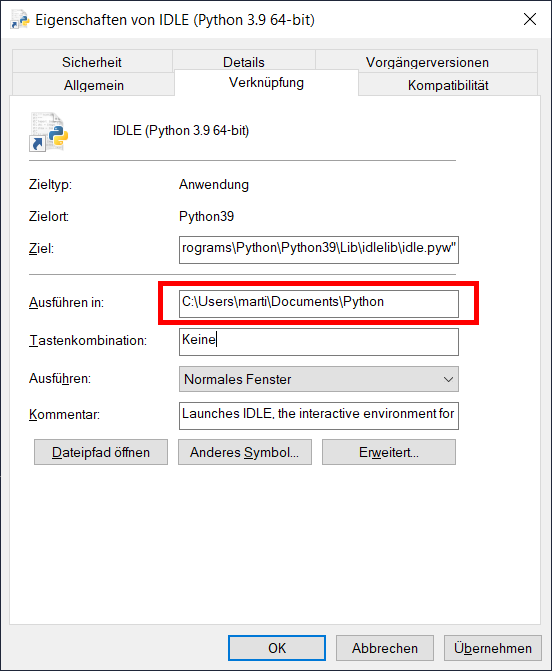 Eigenschaften von IDLE (Python 3.9 64-bit)
Sicherheit Details Vorgängerversionen
Allgemein Verknüpfung Kompatibilität
IDLE (Python 3.9 64-bit)
Zieltyp: Anwendung
Zielort: Python39
Ziel: rograms\Python\Python39\Lib\idlelib\idle.pyw"
Ausführen in: C:\Users\marti\Documents\Python
Tastenkombination: Keine
Ausführen: Normales Fenster
Kommentar: Launches IDLE, the interactive environment for
Dateipfad öffnen Anderes Symbol... Erweitert...
OK Abbrechen Übernehmen